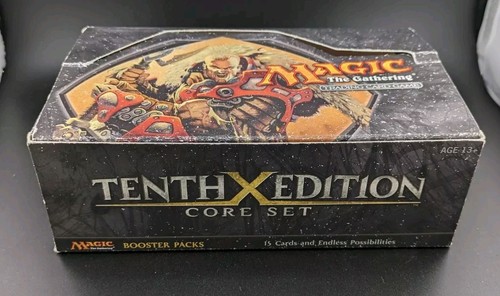 MAGIC
The Gathering
TRADING CARD GAME
AGE 13+
TENTH X EDITION
CORE SET
MAGIC
The Gathering
BOOSTER PACKS
15 Cards and Endless Possibilities